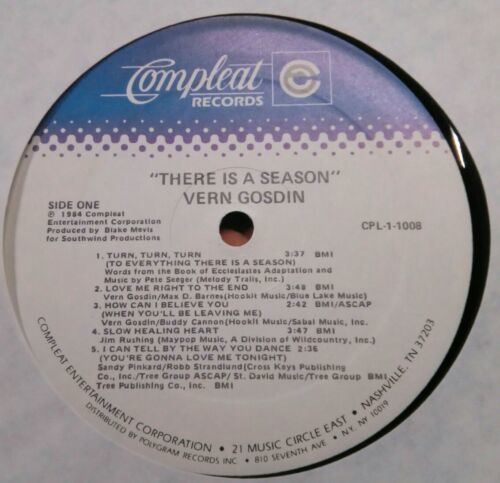 Compleat
RECORDS
"THERE IS A SEASON"
VERN GOSDIN
SIDE ONE
℗ 1984 Compleat
Entertainment Corporation
Produced by Blake Mevis
for Southwind Productions
CPL-1-1008
1. TURN, TURN, TURN 3:37 BMI
(TO EVERYTHING THERE IS A SEASON)
Words from the Book of Ecclesiastes Adaptation and
Music by Pete Seeger (Melody Trails, Inc.)
2. LOVE ME RIGHT TO THE END 3:48 BMI
Vern Gosdin/Max D. Barnes(Hookit Music/Blue Lake Music)
3. HOW CAN I BELIEVE YOU 2:42 BMI/ASCAP
(WHEN YOU'LL BE LEAVING ME)
Vern Gosdin/Buddy Cannon(Hookit Music/Sabal Music, Inc.
4. SLOW HEALING HEART 3:47 BMI
Jim Rushing (Maypop Music, A Division of Wildcountry, Inc.)
5. I CAN TELL BY THE WAY YOU DANCE 2:36
(YOU'RE GONNA LOVE ME TONIGHT)
Sandy Pinkard/Robb Strandlund(Cross Keys Publishing
Co., Inc./Tree Group ASCAP/ St. David Music/Tree Group BMI
Tree Publishing Co., Inc. BMI
COMPLEAT ENTERTAINMENT CORPORATION • 21 MUSIC CIRCLE EAST • NASHVILLE, TN 37203
DISTRIBUTED BY POLYGRAM RECORDS INC • 810 SEVENTH AVE • N.Y. NY 10019